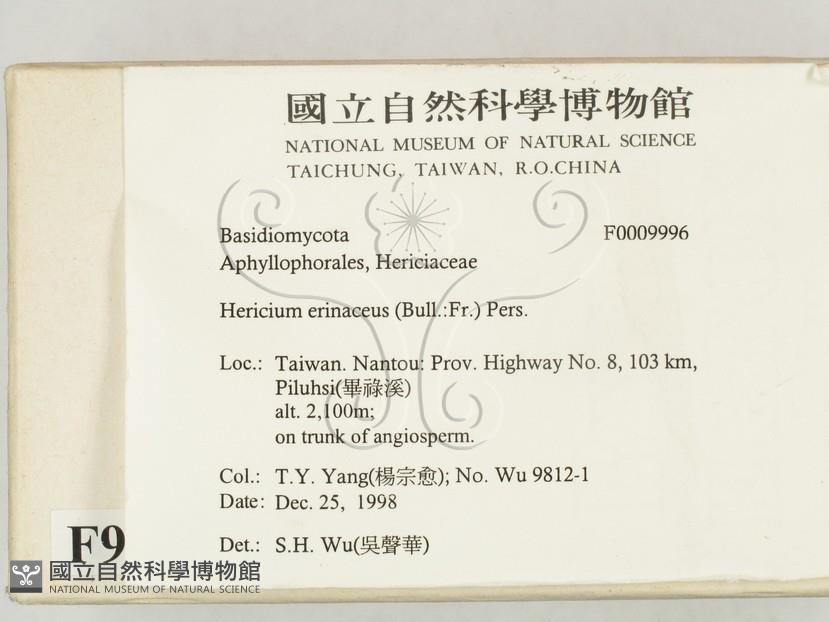 國立自然科學博物館
NATIONAL MUSEUM OF NATURAL SCIENCE
TAICHUNG, TAIWAN, R.O.CHINA
Basidiomycota F0009996
Aphyllophorales, Hericiaceae
Hericium erinaceus (Bull.:Fr.) Pers.
Loc.: Taiwan. Nantou: Prov. Highway No. 8, 103 km,
Piluhsi(畢祿溪)
alt. 2,100m;
on trunk of angiosperm.
Col.: T.Y. Yang(楊宗愈); No. Wu 9812-1
Date: Dec. 25, 1998
Det.: S.H. Wu(吳聲華)
F9
國立自然科學博物館
NATIONAL MUSEUM OF NATURAL SCIENCE